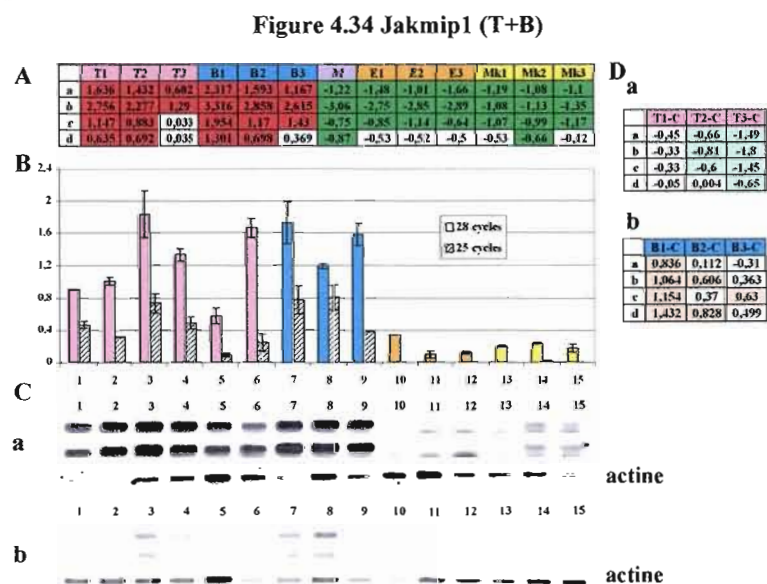 Figure 4.34 Jakmip1 (T+B)
A
T1 T2 T3 B1 B2 B3 M E1 E2 E3 Mk1 Mk2 Mk3
a 1,636 1,432 0,602 2,317 1,593 1,167 -1,22 -1,48 -1,01 -1,66 -1,19 -1,08 -1,1
b 2,756 2,277 1,29 3,316 2,858 2,615 -3,06 -2,75 -2,85 -2,89 -1,08 -1,13 -1,35
c 1,147 0,883 0,033 1,954 1,17 1,43 -0,75 -0,85 -1,14 -0,64 -1,07 -0,99 -1,17
d 0,635 0,692 0,035 1,301 0,698 0,369 -0,87 -0,53 -0,52 -0,5 -0,53 -0,66 -0,12
D
a
T1-C T2-C T3-C
a -0,45 -0,66 -1,49
b -0,33 -0,81 -1,8
c -0,33 -0,6 -1,45
d -0,05 0,004 -0,65
b
B1-C B2-C B3-C
a 0,836 0,112 -0,31
b 1,064 0,606 0,363
c 1,154 0,37 0,63
d 1,432 0,828 0,499
B
2.4
2
1.6
1.2
0.8
0.4
0
28 cycles
25 cycles
1 2 3 4 5 6 7 8 9 10 11 12 13 14 15
C
1 2 3 4 5 6 7 8 9 10 11 12 13 14 15
a
actine
1 2 3 4 5 6 7 8 9 10 11 12 13 14 15
b
actine